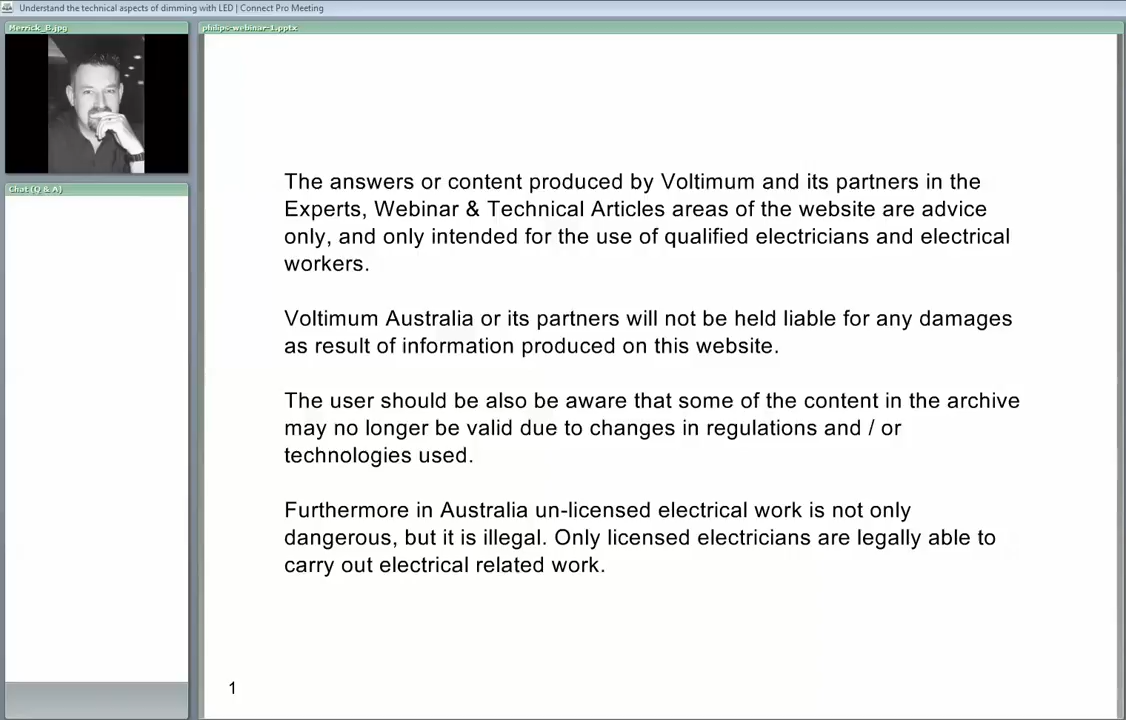 Understand the technical aspects of dimming with LED | Connect Pro Meeting
Merrick_B.jpg
philips-webinar-1.pptx
Chat (Q & A)
The answers or content produced by Voltimum and its partners in the
Experts, Webinar & Technical Articles areas of the website are advice
only, and only intended for the use of qualified electricians and electrical
workers.
Voltimum Australia or its partners will not be held liable for any damages
as result of information produced on this website.
The user should be also be aware that some of the content in the archive
may no longer be valid due to changes in regulations and / or
technologies used.
Furthermore in Australia un-licensed electrical work is not only
dangerous, but it is illegal. Only licensed electricians are legally able to
carry out electrical related work.
1